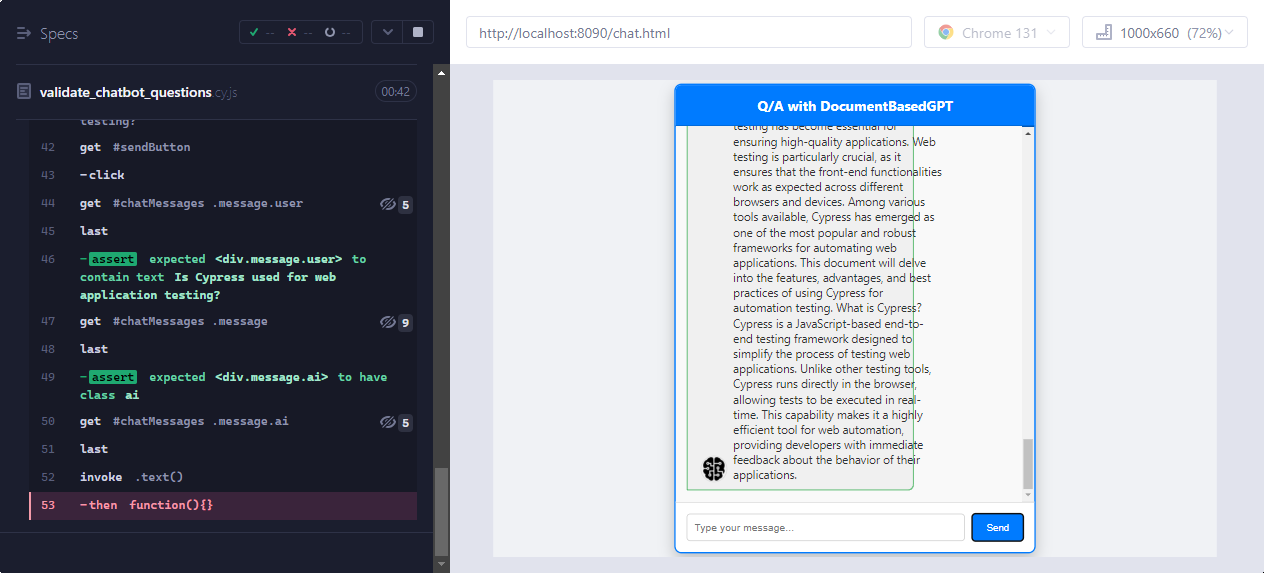 Specs
-- -- --
validate_chatbot_questions cy.js
00:42
testing?
42 get #sendButton
43 -click
44 get #chatMessages .message.user 5
45 last
46 -assert expected <div.message.user> to
contain text Is Cypress used for web
application testing?
47 get #chatMessages .message 9
48 last
49 -assert expected <div.message.ai> to have
class ai
50 get #chatMessages .message.ai 5
51 last
52 invoke .text()
53 -then function(){}
http://localhost:8090/chat.html
Chrome 131
1000x660 (72%)
Q/A with DocumentBasedGPT
testing has become essential for
ensuring high-quality applications. Web
testing is particularly crucial, as it
ensures that the front-end functionalities
work as expected across different
browsers and devices. Among various
tools available, Cypress has emerged as
one of the most popular and robust
frameworks for automating web
applications. This document will delve
into the features, advantages, and best
practices of using Cypress for
automation testing. What is Cypress?
Cypress is a JavaScript-based end-to-
end testing framework designed to
simplify the process of testing web
applications. Unlike other testing tools,
Cypress runs directly in the browser,
allowing tests to be executed in real-
time. This capability makes it a highly
efficient tool for web automation,
providing developers with immediate
feedback about the behavior of their
applications.
Type your message...
Send